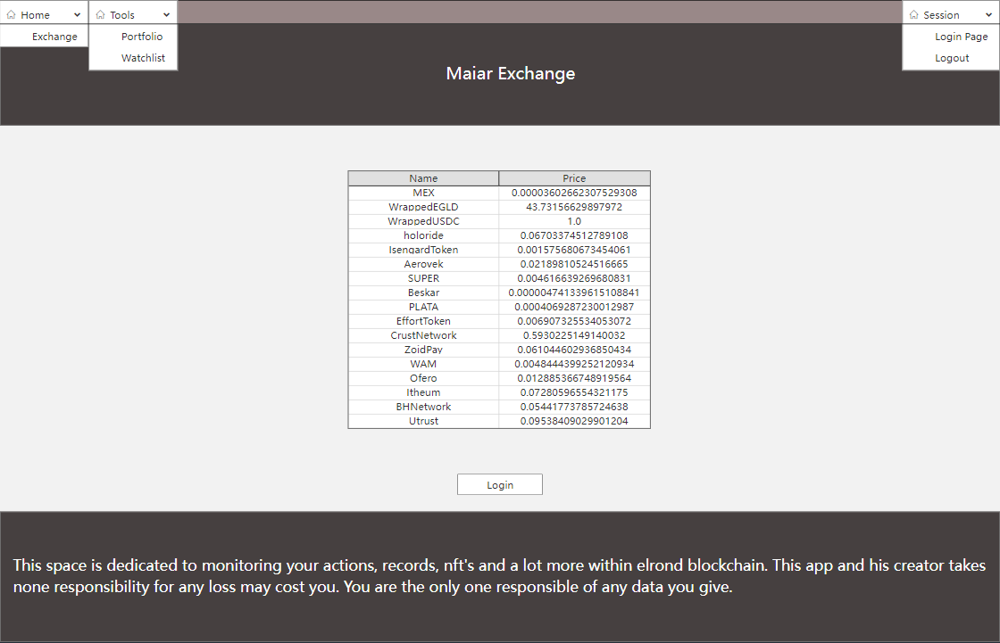 Home Tools Session
Exchange Portfolio Login Page
Watchlist Logout
Maiar Exchange
Name Price
MEX 0.00003602662307529308
WrappedEGLD 43.73156629897972
WrappedUSDC 1.0
holoride 0.06703374512789108
IsengardToken 0.001575680673454061
Aerovek 0.02189810524516665
SUPER 0.004616639269680831
Beskar 0.000004741339615108841
PLATA 0.0004069287230012987
EffortToken 0.006907325534053072
CrustNetwork 0.5930225149140032
ZoidPay 0.061044602936850434
WAM 0.0048444399252120934
Ofero 0.012885366748919564
Itheum 0.07280596554321175
BHNetwork 0.05441773785724638
Utrust 0.09538409029901204
Login
This space is dedicated to monitoring your actions, records, nft's and a lot more within elrond blockchain. This app and his creator takes
none responsibility for any loss may cost you. You are the only one responsible of any data you give.